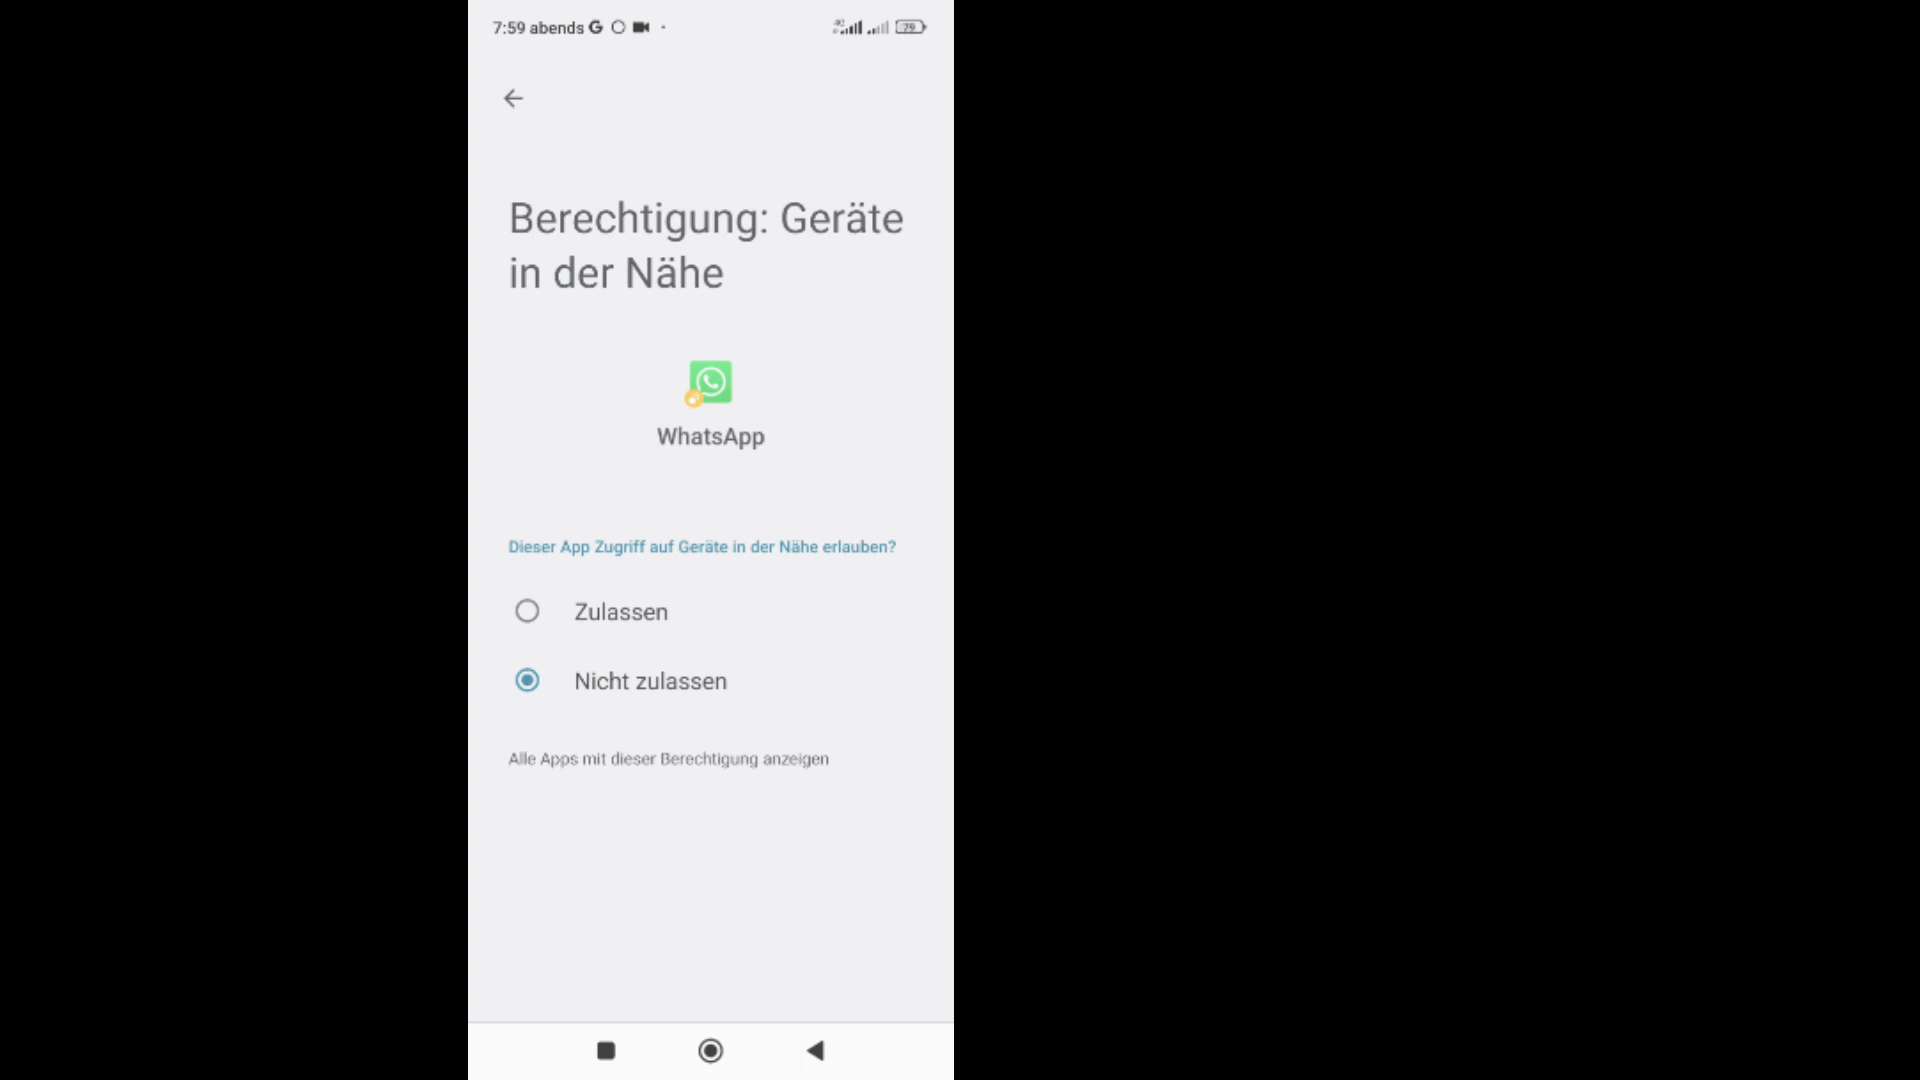 7:59 abends
79
Berechtigung: Geräte
in der Nähe
WhatsApp
Dieser App Zugriff auf Geräte in der Nähe erlauben?
Zulassen
Nicht zulassen
Alle Apps mit dieser Berechtigung anzeigen